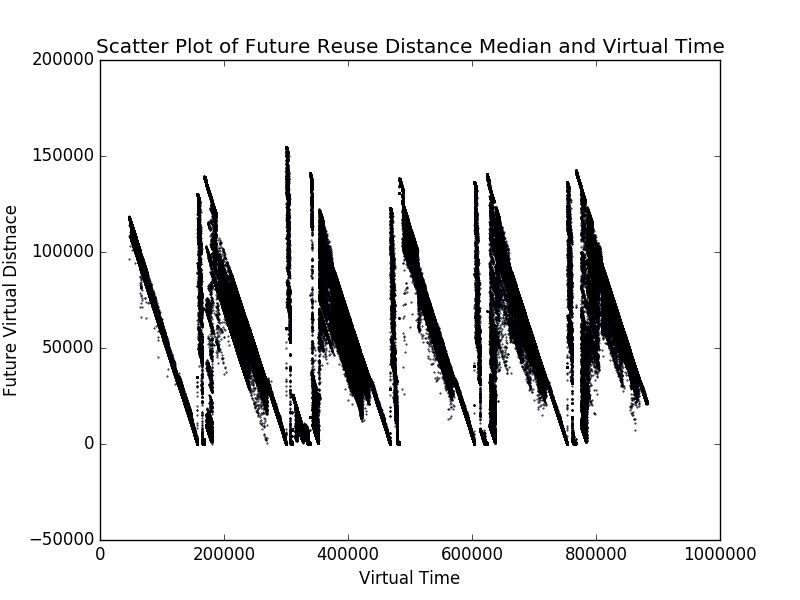 Scatter Plot of Future Reuse Distance Median and Virtual Time
200000
150000
100000
50000
0
−50000
Future Virtual Distnace
0 200000 400000 600000 800000 1000000
Virtual Time